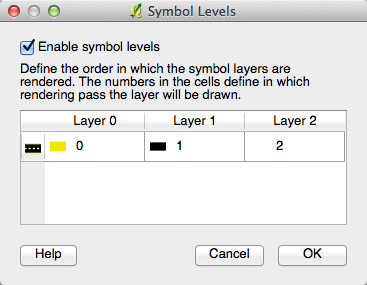 Symbol Levels
Enable symbol levels
Define the order in which the symbol layers are
rendered. The numbers in the cells define in which
rendering pass the layer will be drawn.
Layer 0 Layer 1 Layer 2
0 1 2
Help Cancel OK